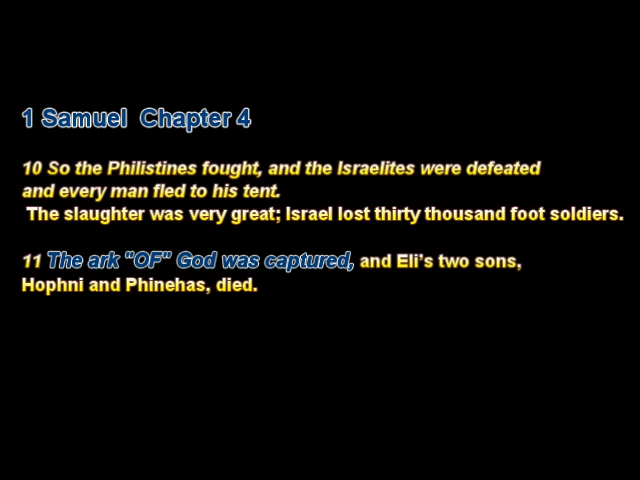 1 Samuel  Chapter 4
10 So the Philistines fought, and the Israelites were defeated
and every man fled to his tent.
The slaughter was very great; Israel lost thirty thousand foot soldiers.
11 The ark "OF" God was captured, and Eli’s two sons,
Hophni and Phinehas, died.